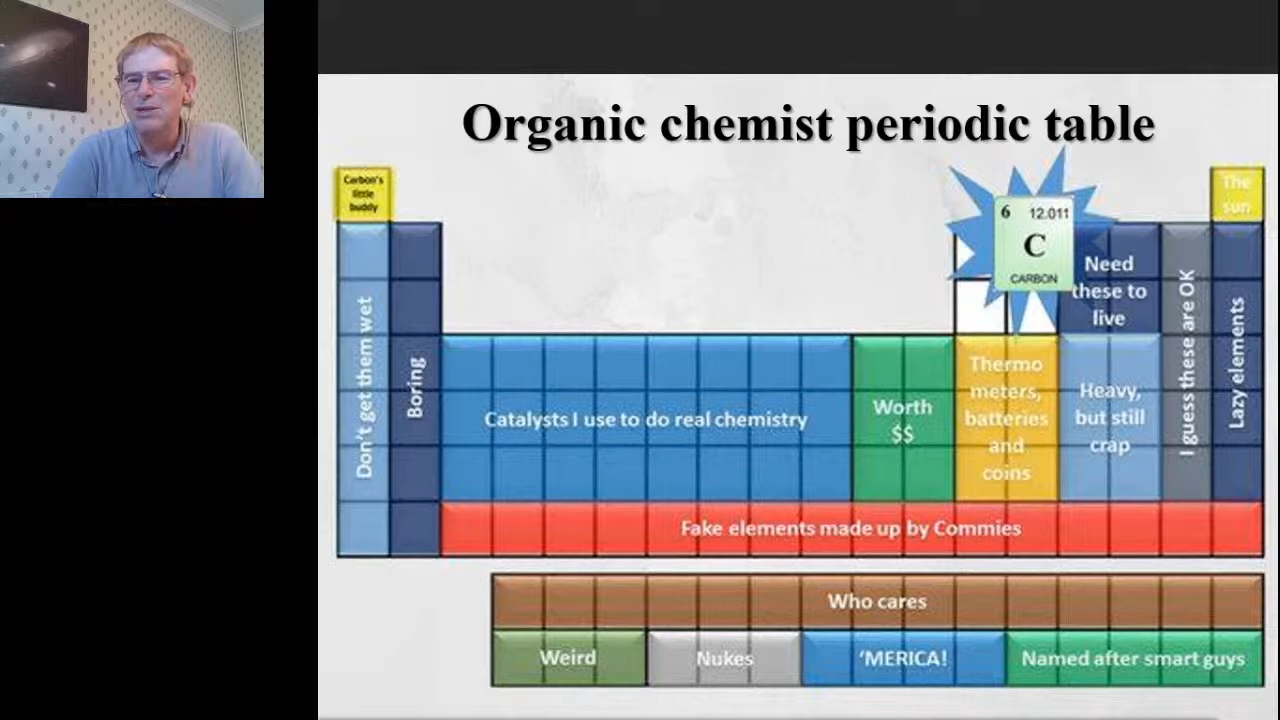 Organic chemist periodic table
Carbon's
little
buddy
The
sun
6 12.011
C
CARBON
Need
these to
live
Don't get them wet
Boring
Catalysts I use to do real chemistry
Worth
$$
Thermo
meters,
batteries
and
coins
Heavy,
but still
crap
I guess these are OK
Lazy elements
Fake elements made up by Commies
Who cares
Weird
Nukes
‘MERICA!
Named after smart guys